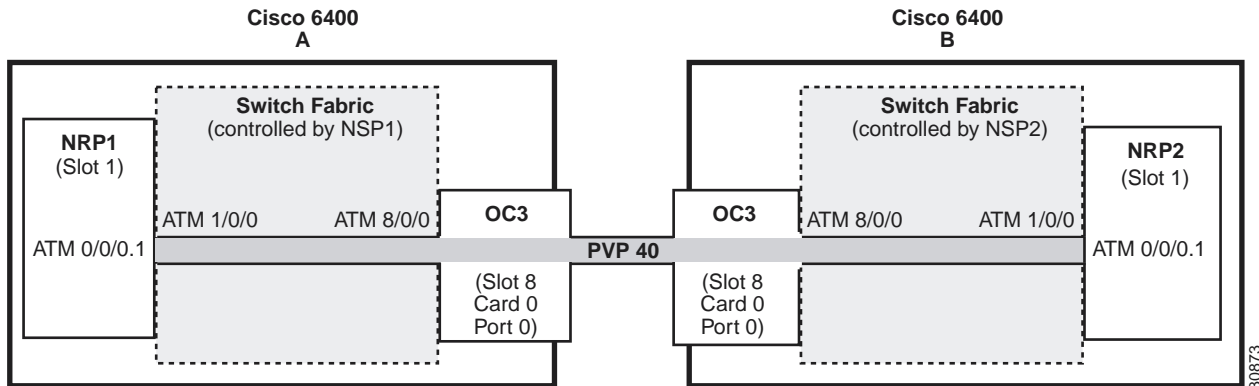 Cisco 6400
A
Cisco 6400
B
Switch Fabric
(controlled by NSP1)
Switch Fabric
(controlled by NSP2)
NRP1
(Slot 1)
NRP2
(Slot 1)
ATM 1/0/0
ATM 8/0/0
OC3
OC3
ATM 8/0/0
ATM 1/0/0
ATM 0/0/0.1
PVP 40
ATM 0/0/0.1
(Slot 8
Card 0
Port 0)
(Slot 8
Card 0
Port 0)